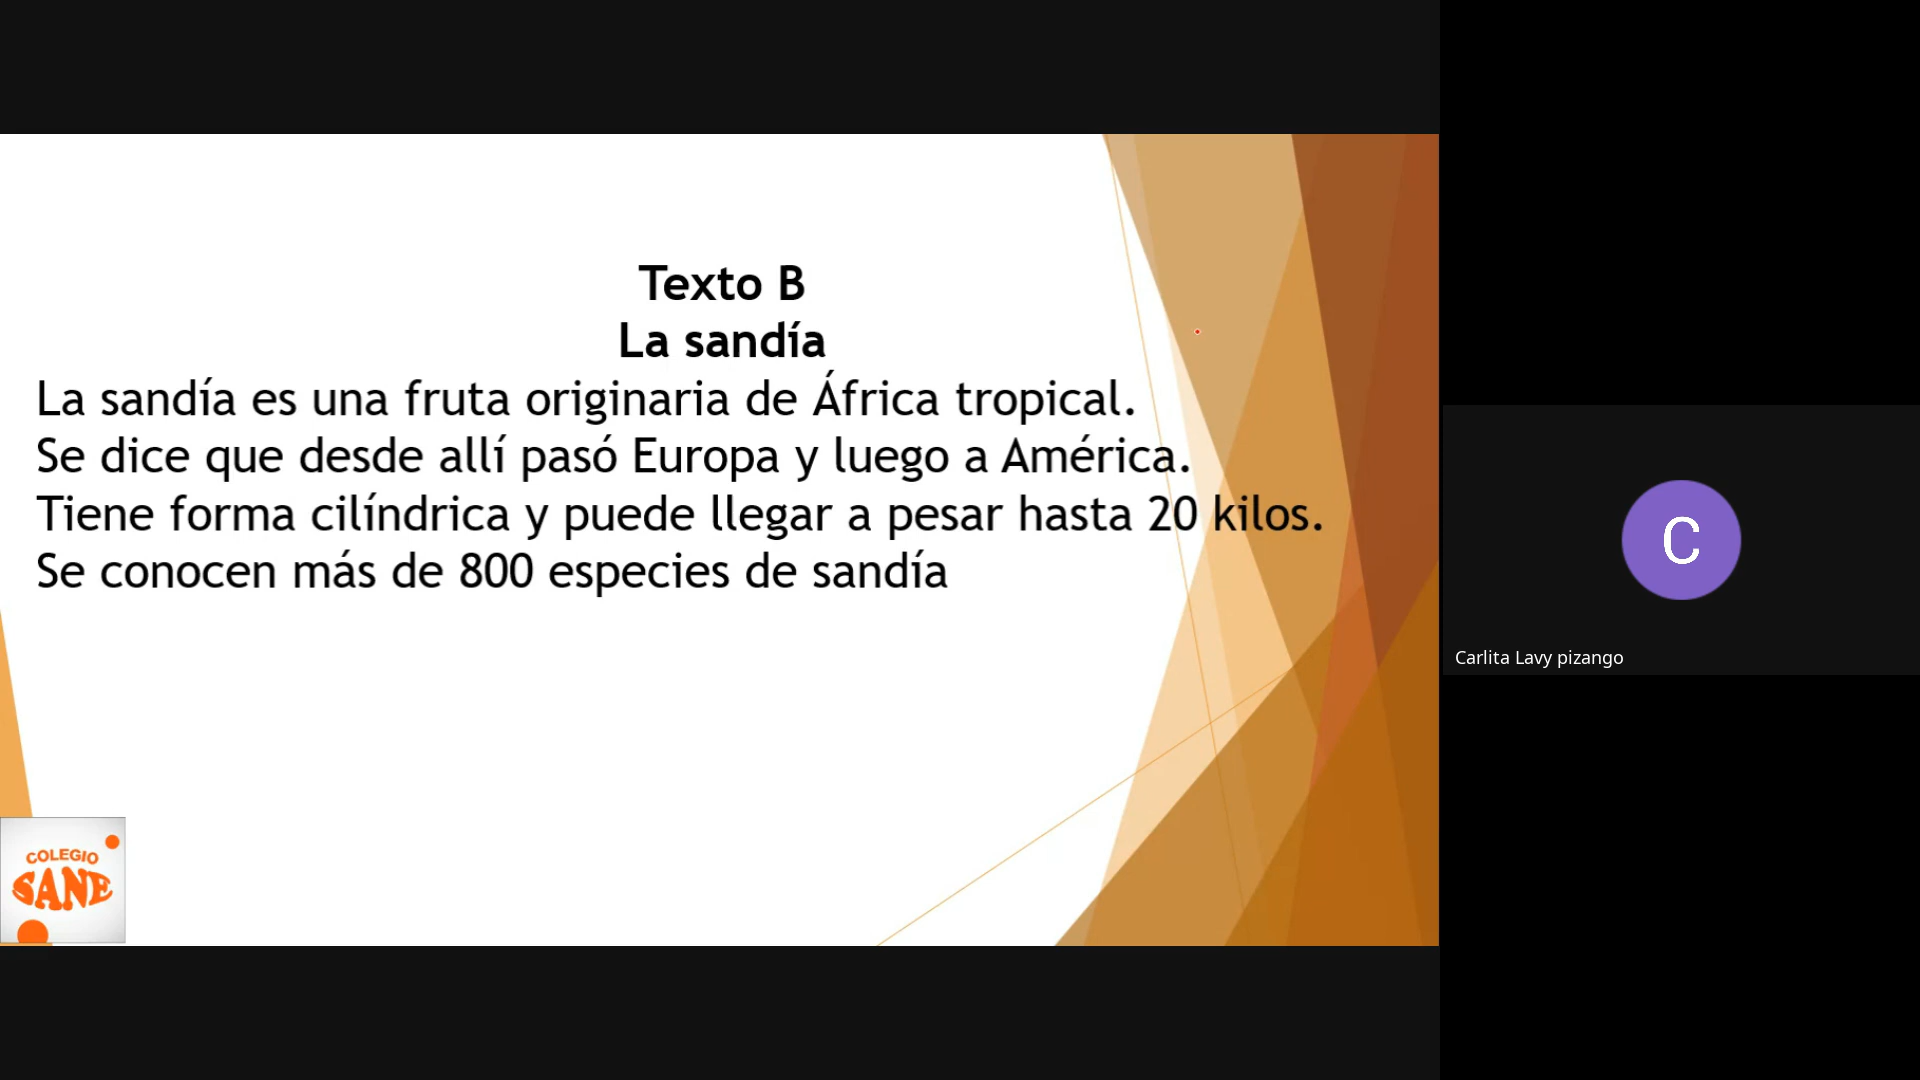 Texto B
La sandía
La sandía es una fruta originaria de África tropical.
Se dice que desde allí pasó Europa y luego a América.
Tiene forma cilíndrica y puede llegar a pesar hasta 20 kilos.
Se conocen más de 800 especies de sandía
COLEGIO
SANE
C
Carlita Lavy pizango